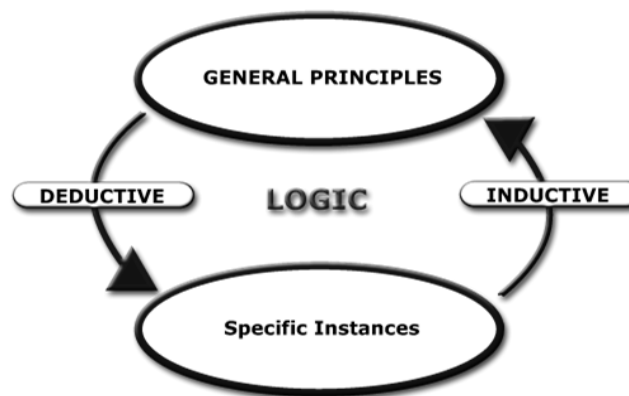 GENERAL PRINCIPLES
DEDUCTIVE
LOGIC
INDUCTIVE
Specific Instances